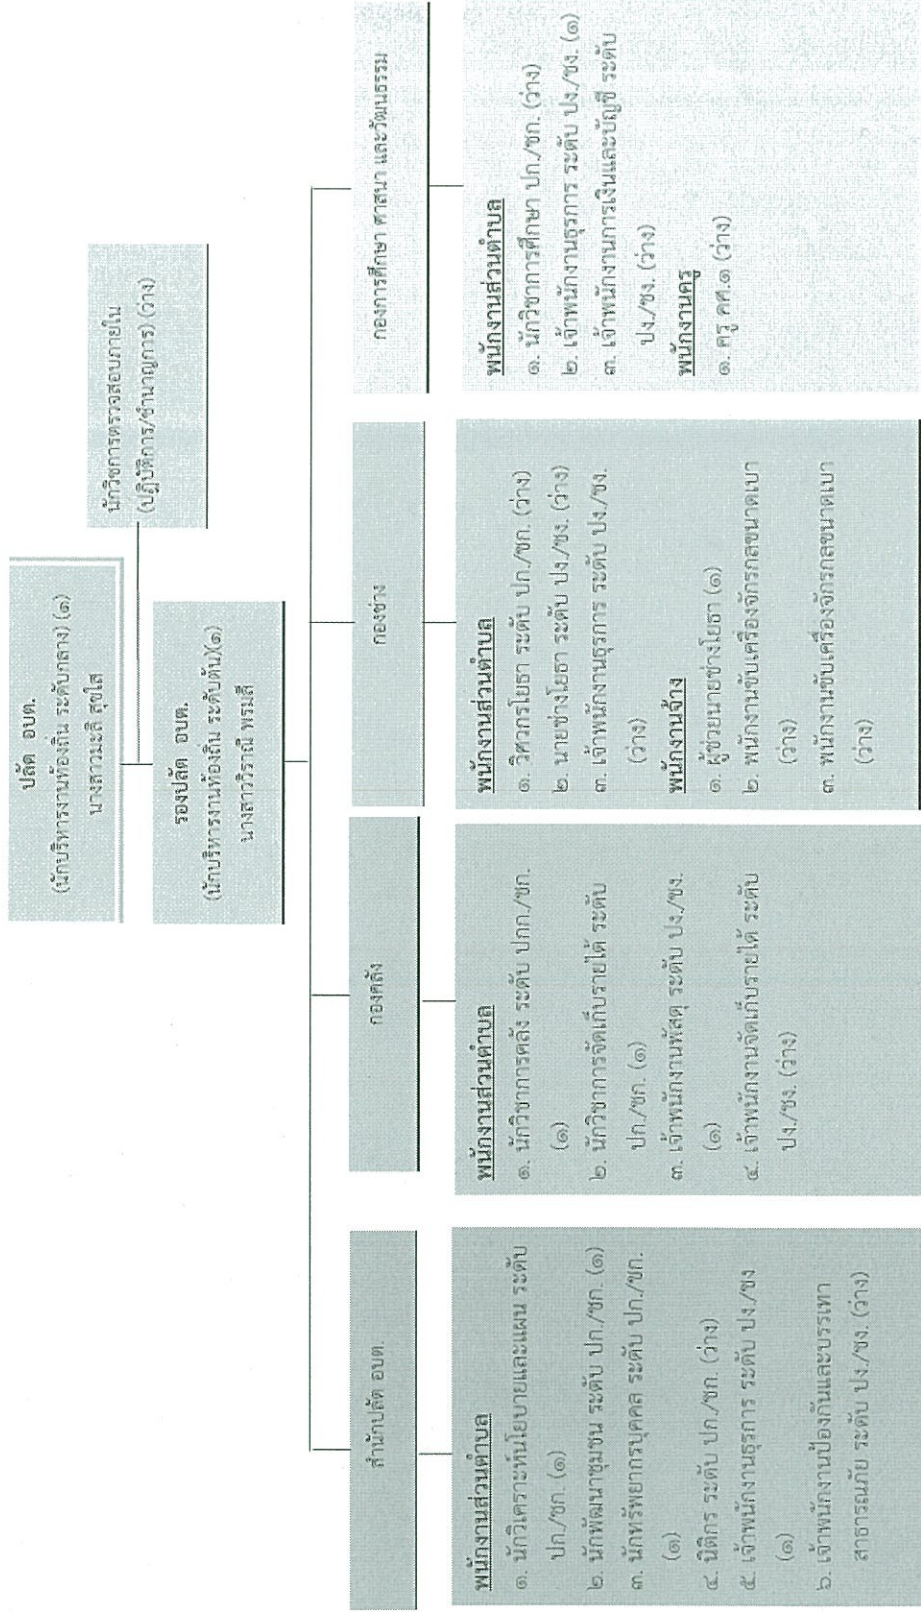 ปลัด อบต.
(นักบริหารงานท้องถิ่น ระดับกลาง) (๑)
นางสาวมะลิ สุขใส
นักวิชการตรวจสอบภายใน
(ปฏิบัติการ/ชำนาญการ) (ว่าง)
รองปลัด อบต.
(นักบริหารงานท้องถิ่น ระดับต้น)(๑)
นางสาววิราณี พรมสี
สำนักปลัด อบต.
พนักงานส่วนตำบล
๑. นักวิเคราะห์นโยบายและแผน ระดับ
ปก./ชก. (๑)
๒. นักพัฒนาชุมชน ระดับ ปก./ชก. (๑)
๓. นักทรัพยากรบุคคล ระดับ ปก./ชก.
(๑)
๔. นิติกร ระดับ ปก./ชก. (ว่าง)
๕. เจ้าพนักงานธุรการ ระดับ ปง./ชง
(๑)
๖. เจ้าพนักงานป้องกันและบรรเทา
สาธารณภัย ระดับ ปง./ชง. (ว่าง)
กองคลัง
พนักงานส่วนตำบล
๑. นักวิชาการคลัง ระดับ ปกก./ชก.
(๑)
๒. นักวิชาการจัดเก็บรายได้ ระดับ
ปก./ชก. (๑)
๓. เจ้าพนักงานพัสดุ ระดับ ปง./ชง.
(๑)
๔. เจ้าพนักงานจัดเก็บรายได้ ระดับ
ปง./ชง. (ว่าง)
กองช่าง
พนักงานส่วนตำบล
๑. วิศวกรโยธา ระดับ ปก./ชก. (ว่าง)
๒. นายช่างโยธา ระดับ ปง./ชง. (ว่าง)
๓. เจ้าพนักงานธุรการ ระดับ ปง./ชง.
(ว่าง)
พนักงานจ้าง
๑. ผู้ช่วยนายช่างโยธา (๑)
๒. พนักงานขับเครื่องจักรกลขนาดเบา
(ว่าง)
๓. พนักงานขับเครื่องจักรกลขนาดเบา
(ว่าง)
กองการศึกษา ศาสนา และวัฒนธรรม
พนักงานส่วนตำบล
๑. นักวิชาการศึกษา ปก./ชก. (ว่าง)
๒. เจ้าพนักงานธุรการ ระดับ ปง./ชง. (๑)
๓. เจ้าพนักงานการเงินและบัญชี ระดับ
ปง./ชง. (ว่าง)
พนักงานครู
๑. ครู คศ.๑ (ว่าง)